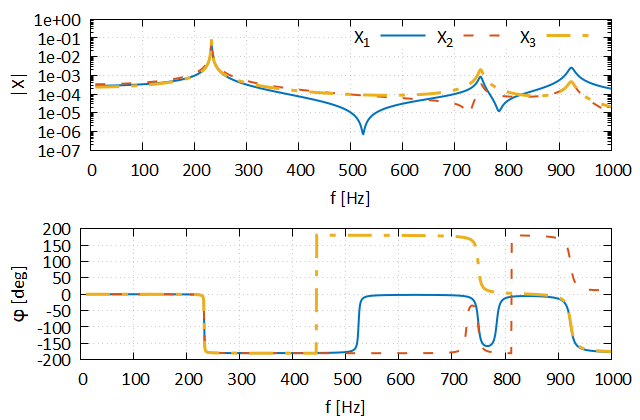 1e+00
X1 X2 X3
1e-01
1e-02
1e-03
|X|
1e-04
1e-05
1e-06
1e-07
0 100 200 300 400 500 600 700 800 900 1000
f [Hz]
200
150
100
50
0
φ [deg]
-50
-100
-150
-200
0 100 200 300 400 500 600 700 800 900 1000
f [Hz]